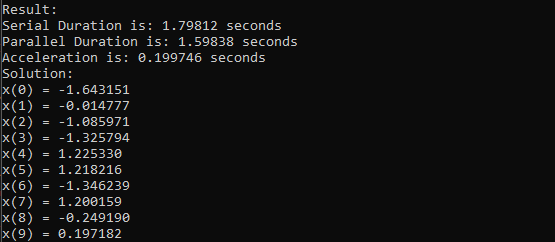 Result:
Serial Duration is: 1.79812 seconds
Parallel Duration is: 1.59838 seconds
Acceleration is: 0.199746 seconds
Solution:
x(0) = -1.643151
x(1) = -0.014777
x(2) = -1.085971
x(3) = -1.325794
x(4) = 1.225330
x(5) = 1.218216
x(6) = -1.346239
x(7) = 1.200159
x(8) = -0.249190
x(9) = 0.197182